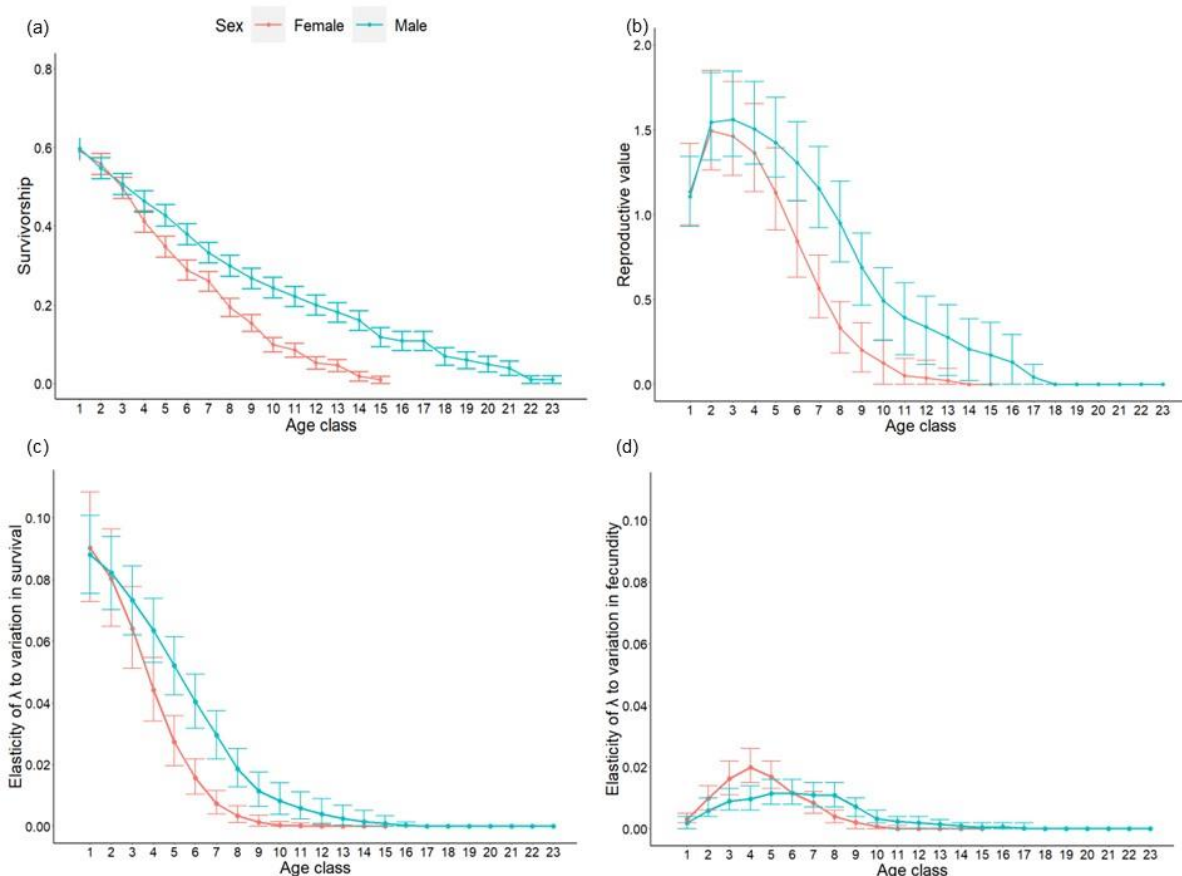 (a)
Sex Female Male
0.8
0.6
0.4
0.2
0.0
Survivorship
1 2 3 4 5 6 7 8 9 10 11 12 13 14 15 16 17 18 19 20 21 22 23
Age class
(b)
2.0
1.5
1.0
0.5
0.0
Reproductive value
1 2 3 4 5 6 7 8 9 10 11 12 13 14 15 16 17 18 19 20 21 22 23
Age class
(c)
0.10
0.08
0.06
0.04
0.02
0.00
Elasticity of λ to variation in survival
1 2 3 4 5 6 7 8 9 10 11 12 13 14 15 16 17 18 19 20 21 22 23
Age class
(d)
0.10
0.08
0.06
0.04
0.02
0.00
Elasticity of λ to variation in fecundity
1 2 3 4 5 6 7 8 9 10 11 12 13 14 15 16 17 18 19 20 21 22 23
Age class